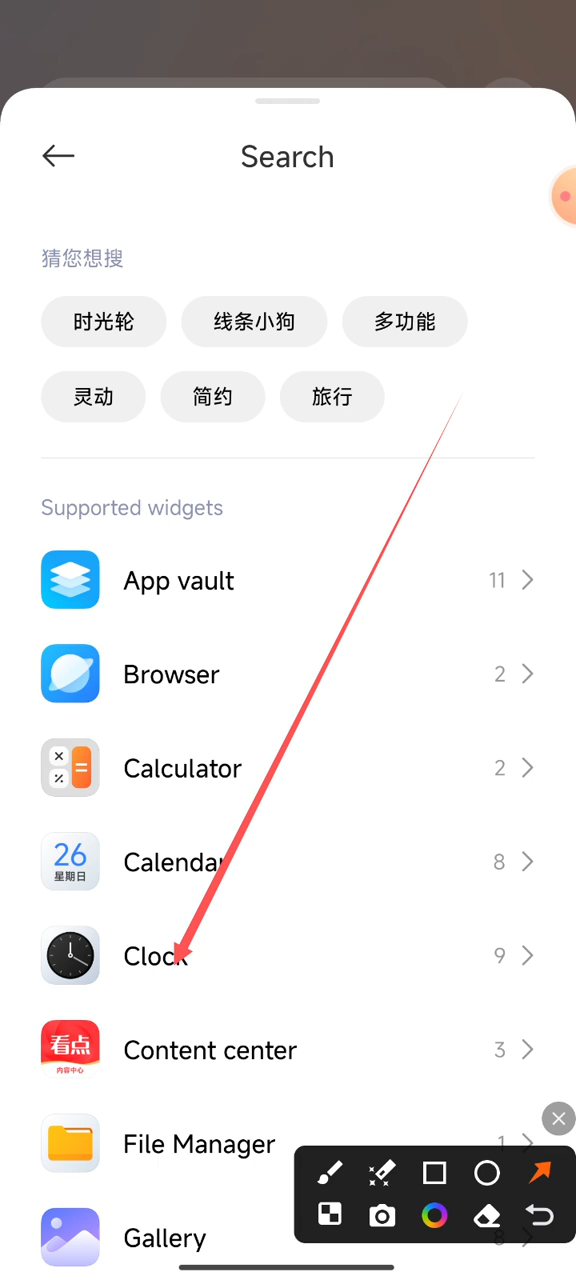 Search
猜您想搜
时光轮 线条小狗 多功能
灵动 简约 旅行
Supported widgets
App vault 11
Browser 2
Calculator 2
26
星期日
Calendar 8
Clock 9
看点
内容中心
Content center 3
File Manager 1
Gallery 8